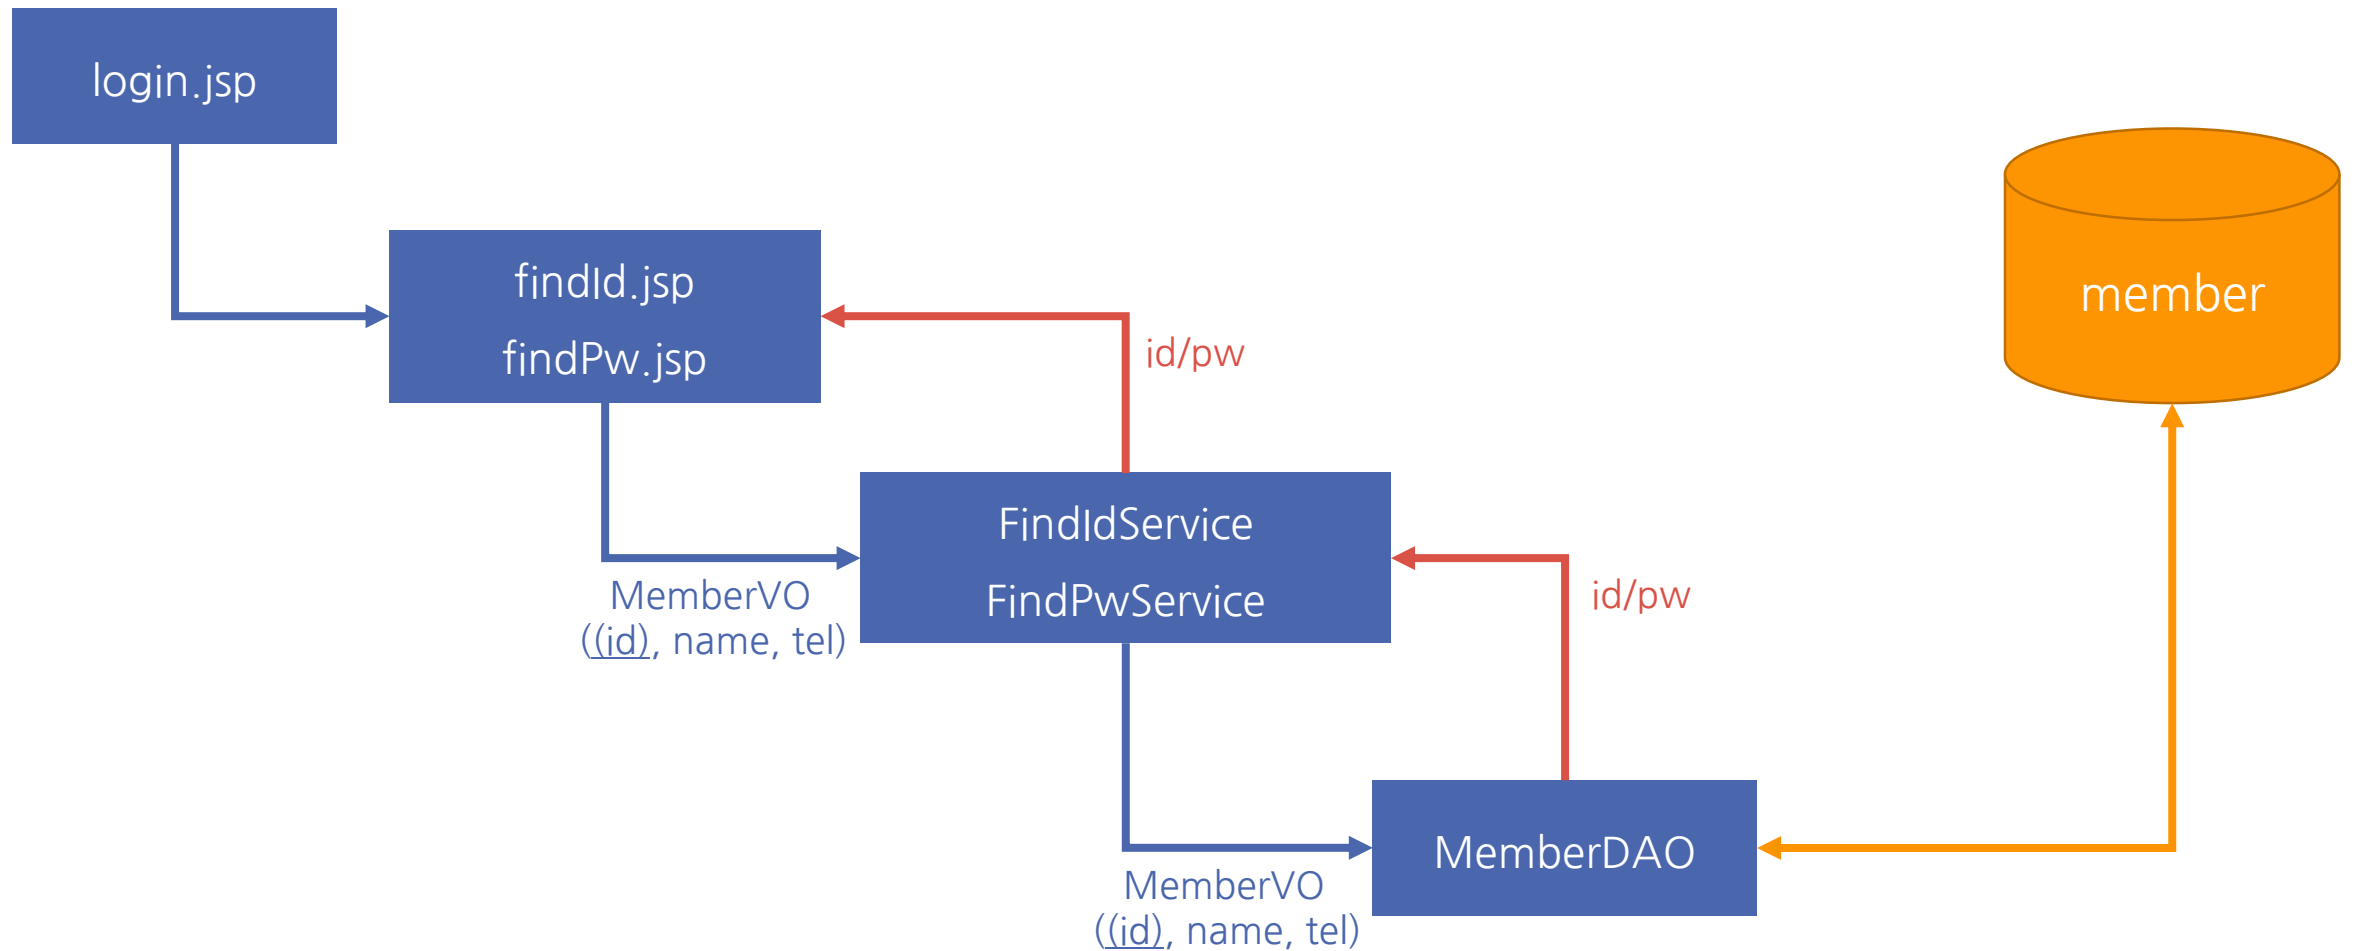 login.jsp
findId.jsp
findPw.jsp
id/pw
member
FindIdService
FindPwService
MemberVO
((id), name, tel)
id/pw
MemberDAO
MemberVO
((id), name, tel)